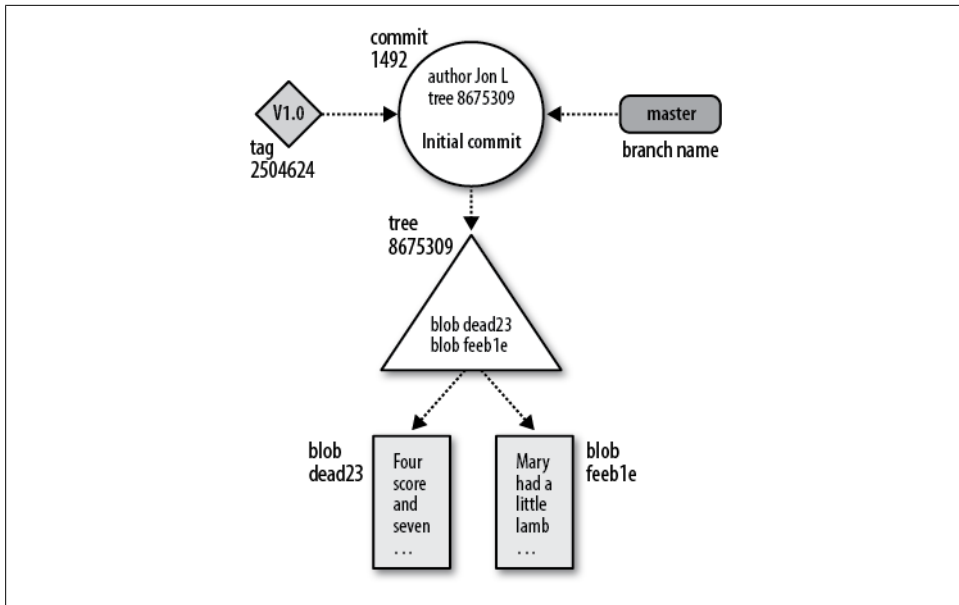 commit
1492
author Jon L
tree 8675309
Initial commit
V1.0
tag
2504624
master
branch name
tree
8675309
blob dead23
blob feeb1e
blob
dead23
Four
score
and
seven
...
Mary
had a
little
lamb
...
blob
feeb1e